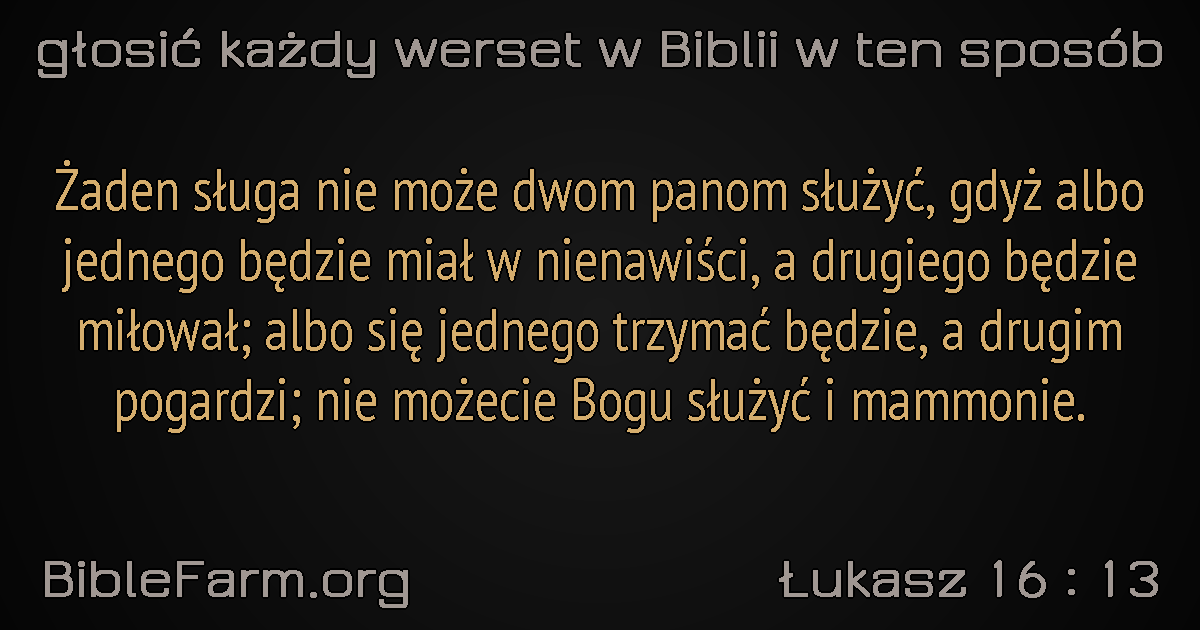 głosić każdy werset w Biblii w ten sposób
Żaden sługa nie może dwom panom służyć, gdyż albo
jednego będzie miał w nienawiści, a drugiego będzie
miłował; albo się jednego trzymać będzie, a drugim
pogardzi; nie możecie Bogu służyć i mammonie.
BibleFarm.org
Łukasz 16 : 13